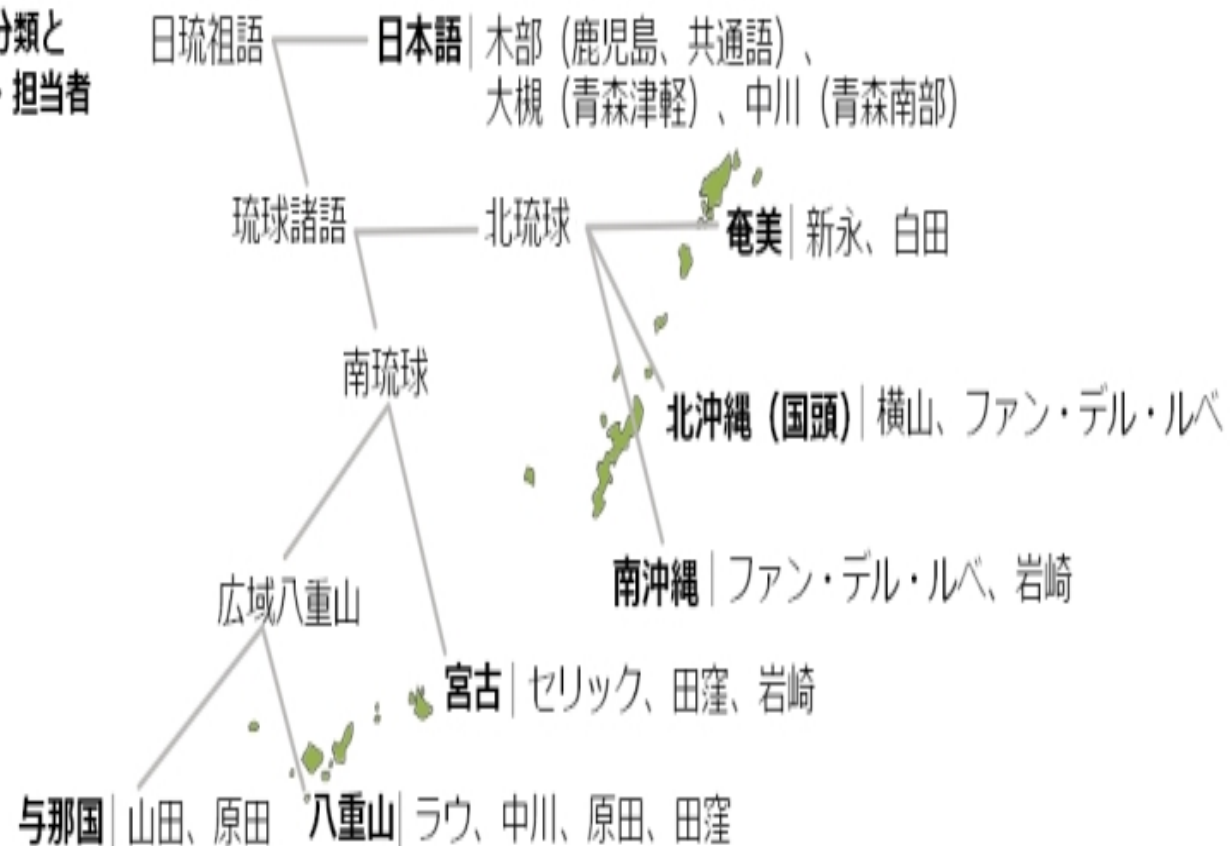 分類と
・担当者
日琉祖語
日本語|木部（鹿児島、共通語）、
大槻（青森津軽）、中川（青森南部）
琉球諸語
北琉球
奄美|新永、白田
南琉球
北沖縄（国頭）|横山、ファン・デル・ルベ
南沖縄|ファン・デル・ルベ、岩崎
広域八重山
宮古|セリック、田窪、岩崎
与那国|山田、原田
八重山|ラウ、中川、原田、田窪